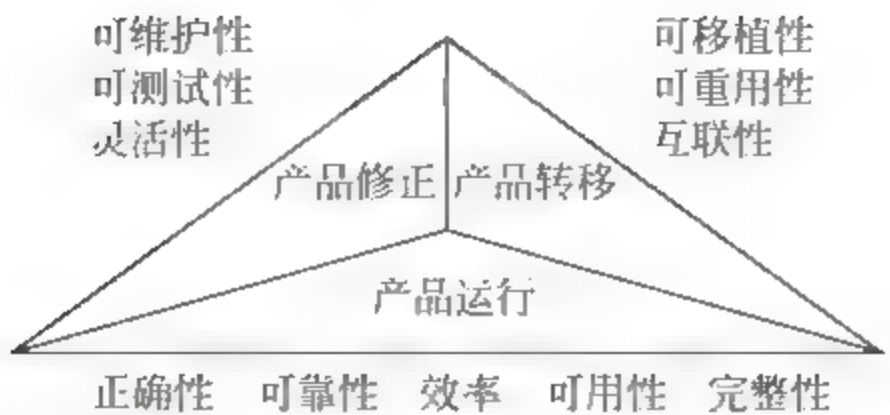 可维护性 可移植性
可测试性 可重用性
灵活性 互联性
产品修正 产品转移
产品运行
正确性 可靠性 效率 可用性 完整性